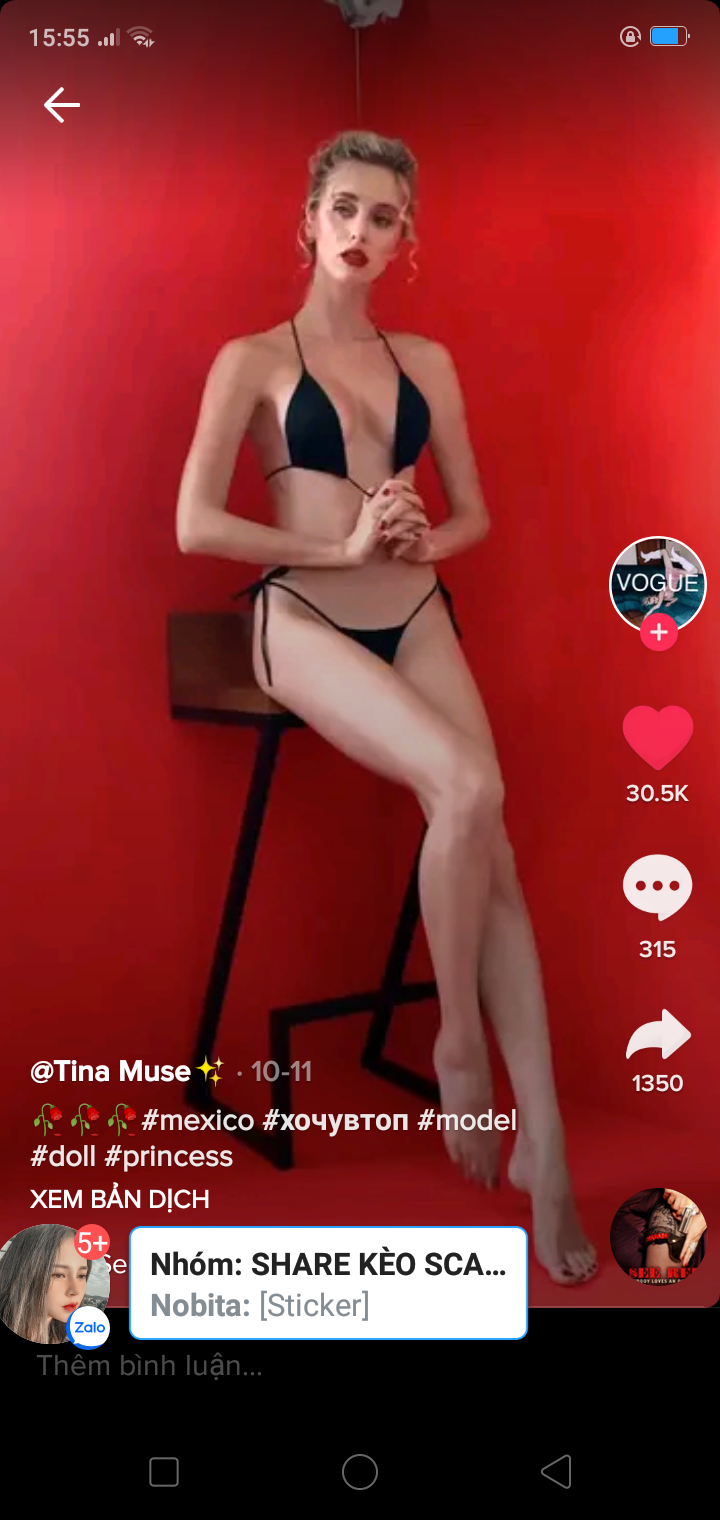 15:55
VOGUE
30.5K
315
1350
@Tina Muse✨ · 10-11
🥀🥀🥀#mexico #хочувтоп #model
#doll #princess
XEM BẢN DỊCH
5+
Se
Zalo
Nhóm: SHARE KÈO SCA...
Nobita: [Sticker]
Thêm bình luận...